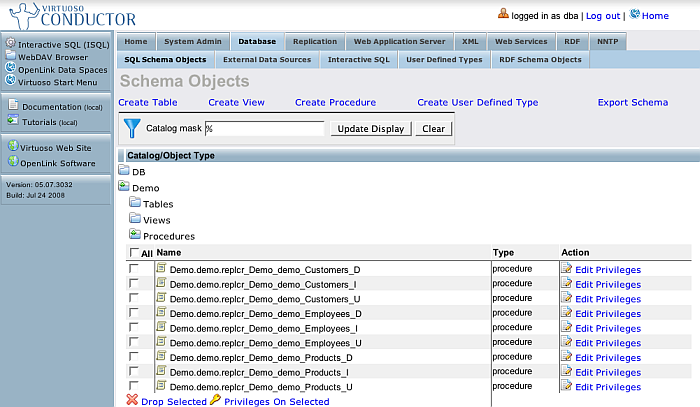 VIRTUOSO
CONDUCTOR
logged in as dba | Log out | Home
Interactive SQL (ISQL)
WebDAV Browser
OpenLink Data Spaces
Virtuoso Start Menu
Documentation (local)
Tutorials (local)
Virtuoso Web Site
OpenLink Software
Version: 05.07.3032
Build: Jul 24 2008
Home System Admin Database Replication Web Application Server XML Web Services RDF NNTP
SQL Schema Objects External Data Sources Interactive SQL User Defined Types RDF Schema Objects
Schema Objects
Create Table Create View Create Procedure Create User Defined Type Export Schema
Catalog mask % Update Display Clear
Catalog/Object Type
DB
Demo
Tables
Views
Procedures
All Name Type Action
Demo.demo.replcr_Demo_demo_Customers_D procedure Edit Privileges
Demo.demo.replcr_Demo_demo_Customers_I procedure Edit Privileges
Demo.demo.replcr_Demo_demo_Customers_U procedure Edit Privileges
Demo.demo.replcr_Demo_demo_Employees_D procedure Edit Privileges
Demo.demo.replcr_Demo_demo_Employees_I procedure Edit Privileges
Demo.demo.replcr_Demo_demo_Employees_U procedure Edit Privileges
Demo.demo.replcr_Demo_demo_Products_D procedure Edit Privileges
Demo.demo.replcr_Demo_demo_Products_I procedure Edit Privileges
Demo.demo.replcr_Demo_demo_Products_U procedure Edit Privileges
Drop Selected Privileges On Selected